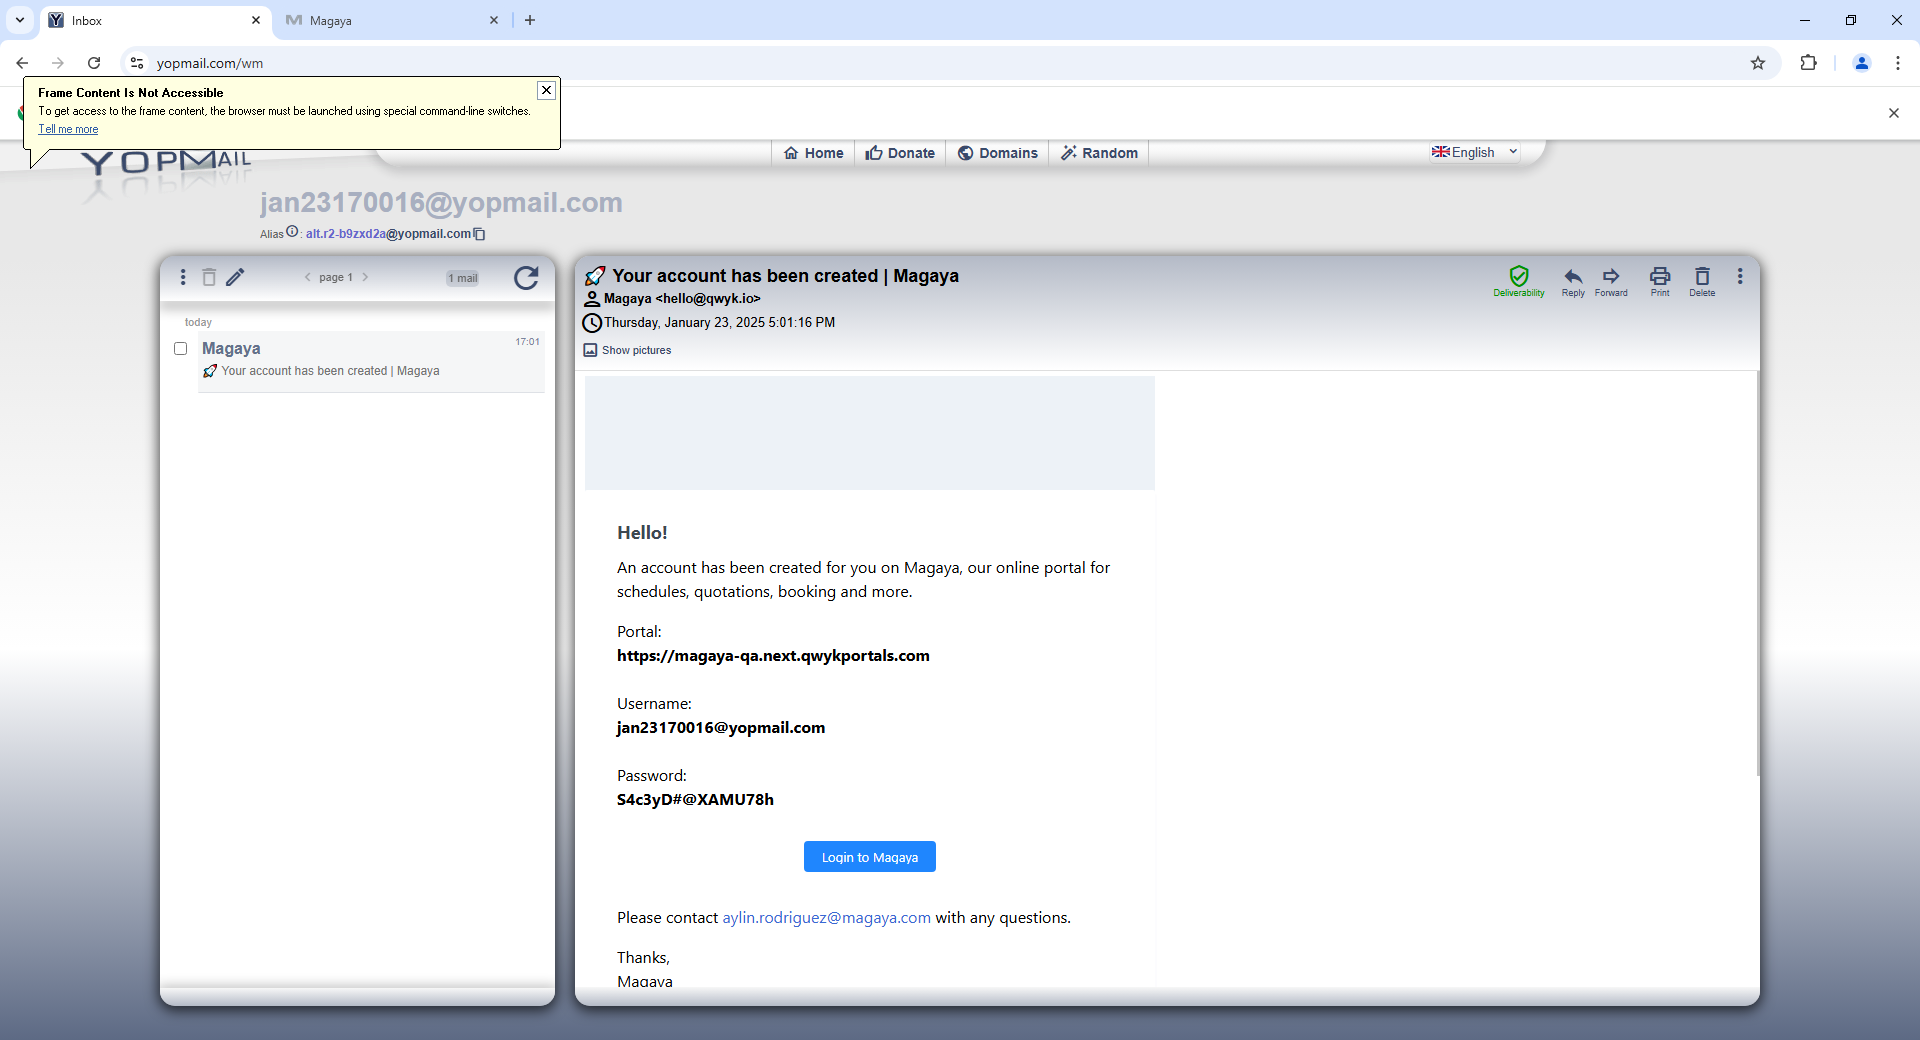 Inbox
Magaya
yopmail.com/wm
Frame Content Is Not Accessible
To get access to the frame content, the browser must be launched using special command-line switches.
Tell me more
YOPMAIL
Home
Donate
Domains
Random
English
jan23170016@yopmail.com
Alias : alt.r2-b9zxd2a@yopmail.com
page 1
1 mail
today
Magaya
17:01
🚀 Your account has been created | Magaya
🚀 Your account has been created | Magaya
Magaya <hello@qwyk.io>
Thursday, January 23, 2025 5:01:16 PM
Show pictures
Deliverability
Reply
Forward
Print
Delete
Hello!
An account has been created for you on Magaya, our online portal for
schedules, quotations, booking and more.
Portal:
https://magaya-qa.next.qwykportals.com
Username:
jan23170016@yopmail.com
Password:
S4c3yD#@XAMU78h
Login to Magaya
Please contact aylin.rodriguez@magaya.com with any questions.
Thanks,
Magaya